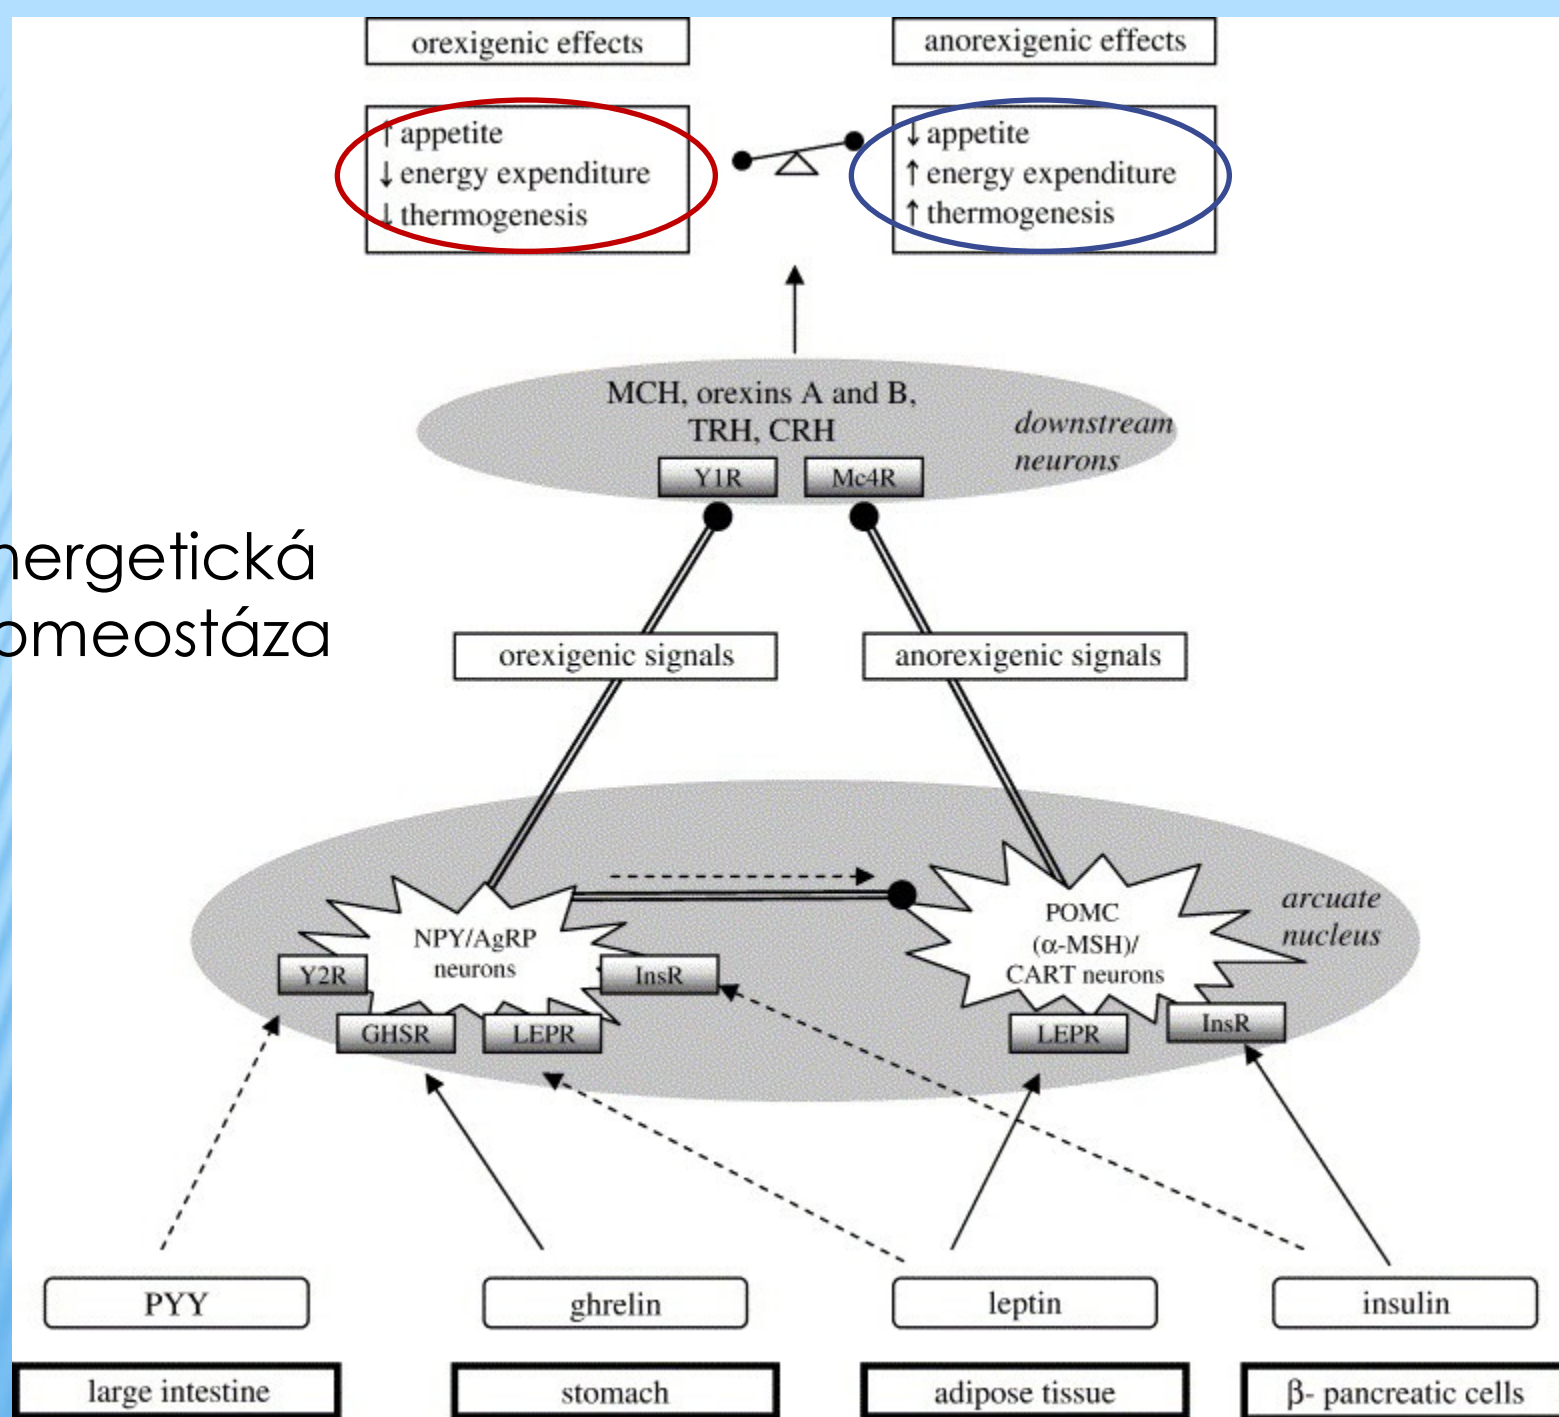 orexigenic effects
anorexigenic effects
↑ appetite
↓ energy expenditure
↓ thermogenesis
↓ appetite
↑ energy expenditure
↑ thermogenesis
MCH, orexins A and B,
TRH, CRH
downstream
neurons
Y1R
Mc4R
nergetická
omeostáza
orexigenic signals
anorexigenic signals
NPY/AgRP
neurons
POMC
(α-MSH)/
CART neurons
arcuate
nucleus
Y2R
InsR
GHSR
LEPR
LEPR
InsR
PYY
ghrelin
leptin
insulin
large intestine
stomach
adipose tissue
β- pancreatic cells